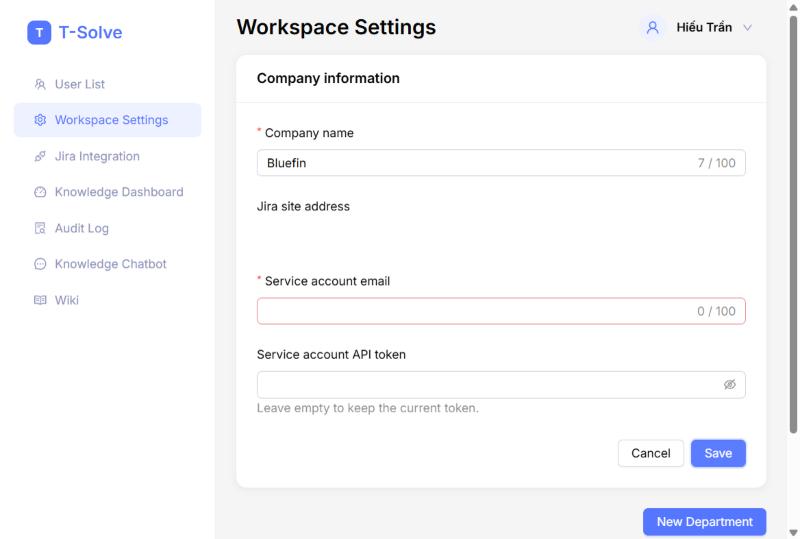 T T-Solve
Workspace Settings
Hiếu Trần
User List
Workspace Settings
Jira Integration
Knowledge Dashboard
Audit Log
Knowledge Chatbot
Wiki
Company information
* Company name
Bluefin 7 / 100
Jira site address
* Service account email
0 / 100
Service account API token
Leave empty to keep the current token.
Cancel Save
New Department